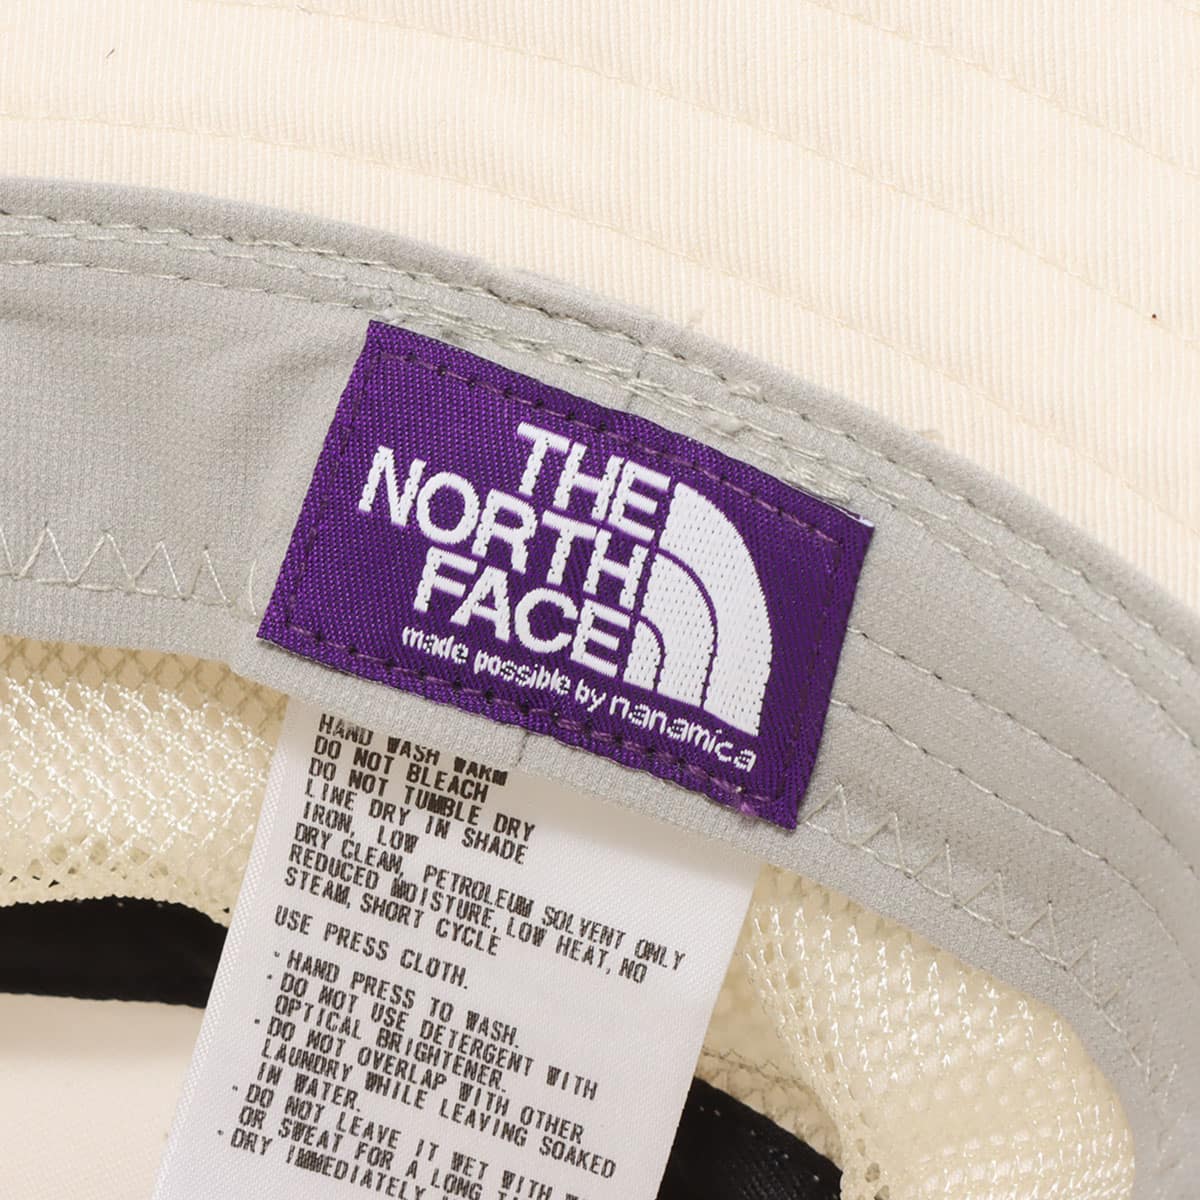 THE
NORTH
FACE
made possible by nanamica
HAND WASH WARM
DO NOT BLEACH
DO NOT TUMBLE DRY
LINE DRY IN SHADE
IRON, LOW
DRY CLEAN, PETROLEUM SOLVENT ONLY
REDUCED MOISTURE, LOW HEAT, NO
STEAM, SHORT CYCLE
USE PRESS CLOTH.
・HAND PRESS TO WASH.
・DO NOT USE DETERGENT WITH
OPTICAL BRIGHTENER.
・DO NOT OVERLAP WITH OTHER
LAUNDRY WHILE LEAVING SOAKED
IN WATER.
・DO NOT LEAVE IT WET WITH
OR SWEAT FOR A LONG
・DRY IMMEDIATELY